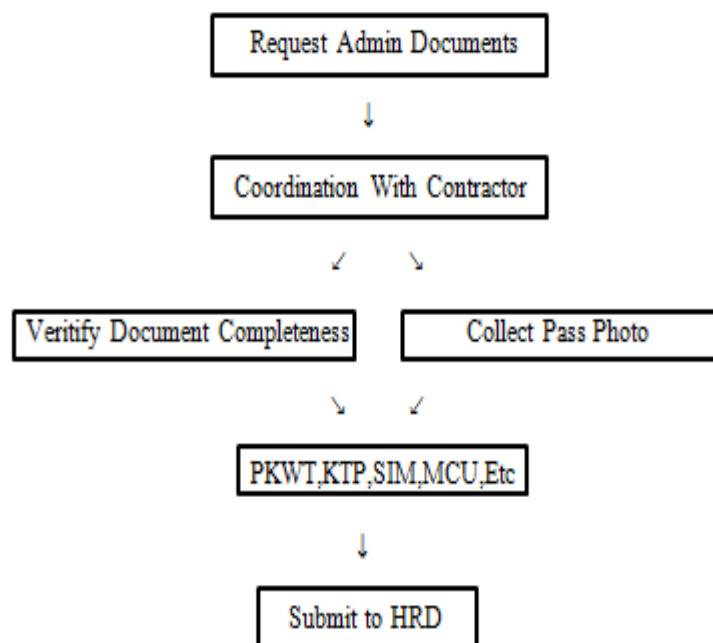 Request Admin Documents
↓
Coordination With Contractor
↙ ↘
Veritify Document Completeness
Collect Pass Photo
↘ ↙
PKWT,KTP,SIM,MCU,Etc
↓
Submit to HRD